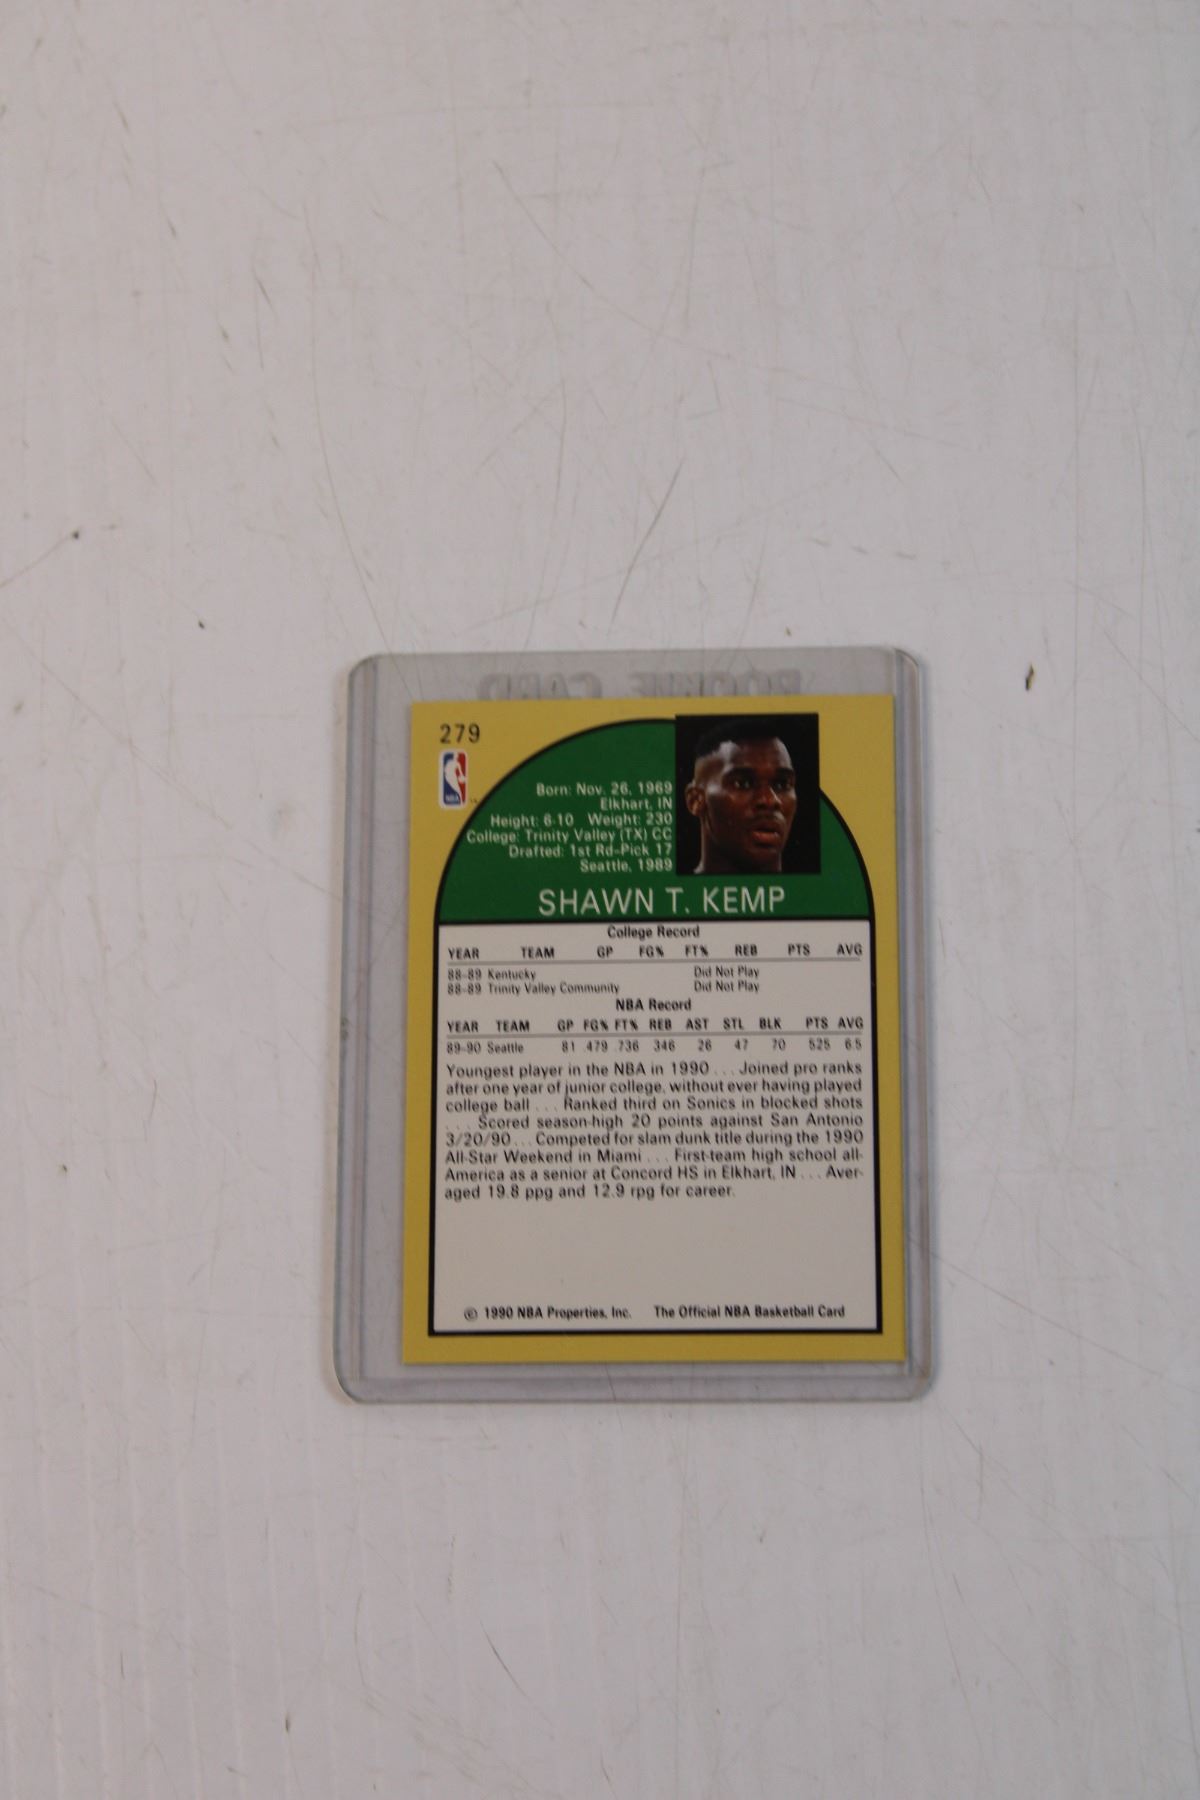 ROOKIE CARD
279
NBA
Born: Nov. 26, 1969
Elkhart, IN
Height: 6-10 Weight: 230
College: Trinity Valley (TX) CC
Drafted: 1st Rd-Pick 17
Seattle, 1989
SHAWN T. KEMP
College Record
YEAR TEAM GP FG% FT% REB PTS AVG
88-89 Kentucky Did Not Play
88-89 Trinity Valley Community Did Not Play
NBA Record
YEAR TEAM GP FG% FT% REB AST STL BLK PTS AVG
89-90 Seattle 81 .479 .736 346 26 47 70 525 6.5
Youngest player in the NBA in 1990 . . . Joined pro ranks
after one year of junior college, without ever having played
college ball . . . Ranked third on Sonics in blocked shots
. . . Scored season-high 20 points against San Antonio
3/20/90 . . . Competed for slam dunk title during the 1990
All-Star Weekend in Miami . . . First-team high school all-
America as a senior at Concord HS in Elkhart, IN . . . Aver-
aged 19.8 ppg and 12.9 rpg for career.
© 1990 NBA Properties, Inc. The Official NBA Basketball Card